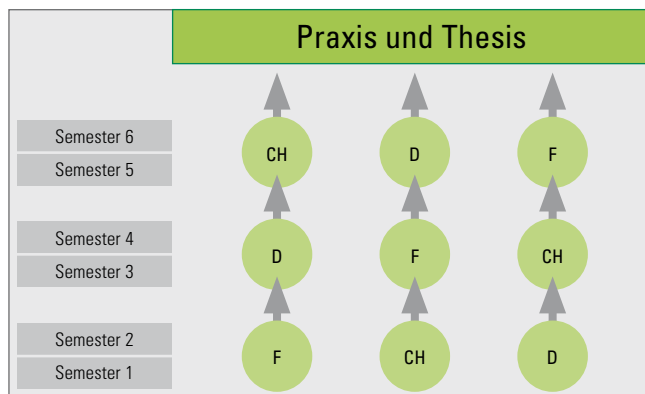 Praxis und Thesis
Semester 6
CH D F
Semester 5
Semester 4
D F CH
Semester 3
Semester 2
F CH D
Semester 1